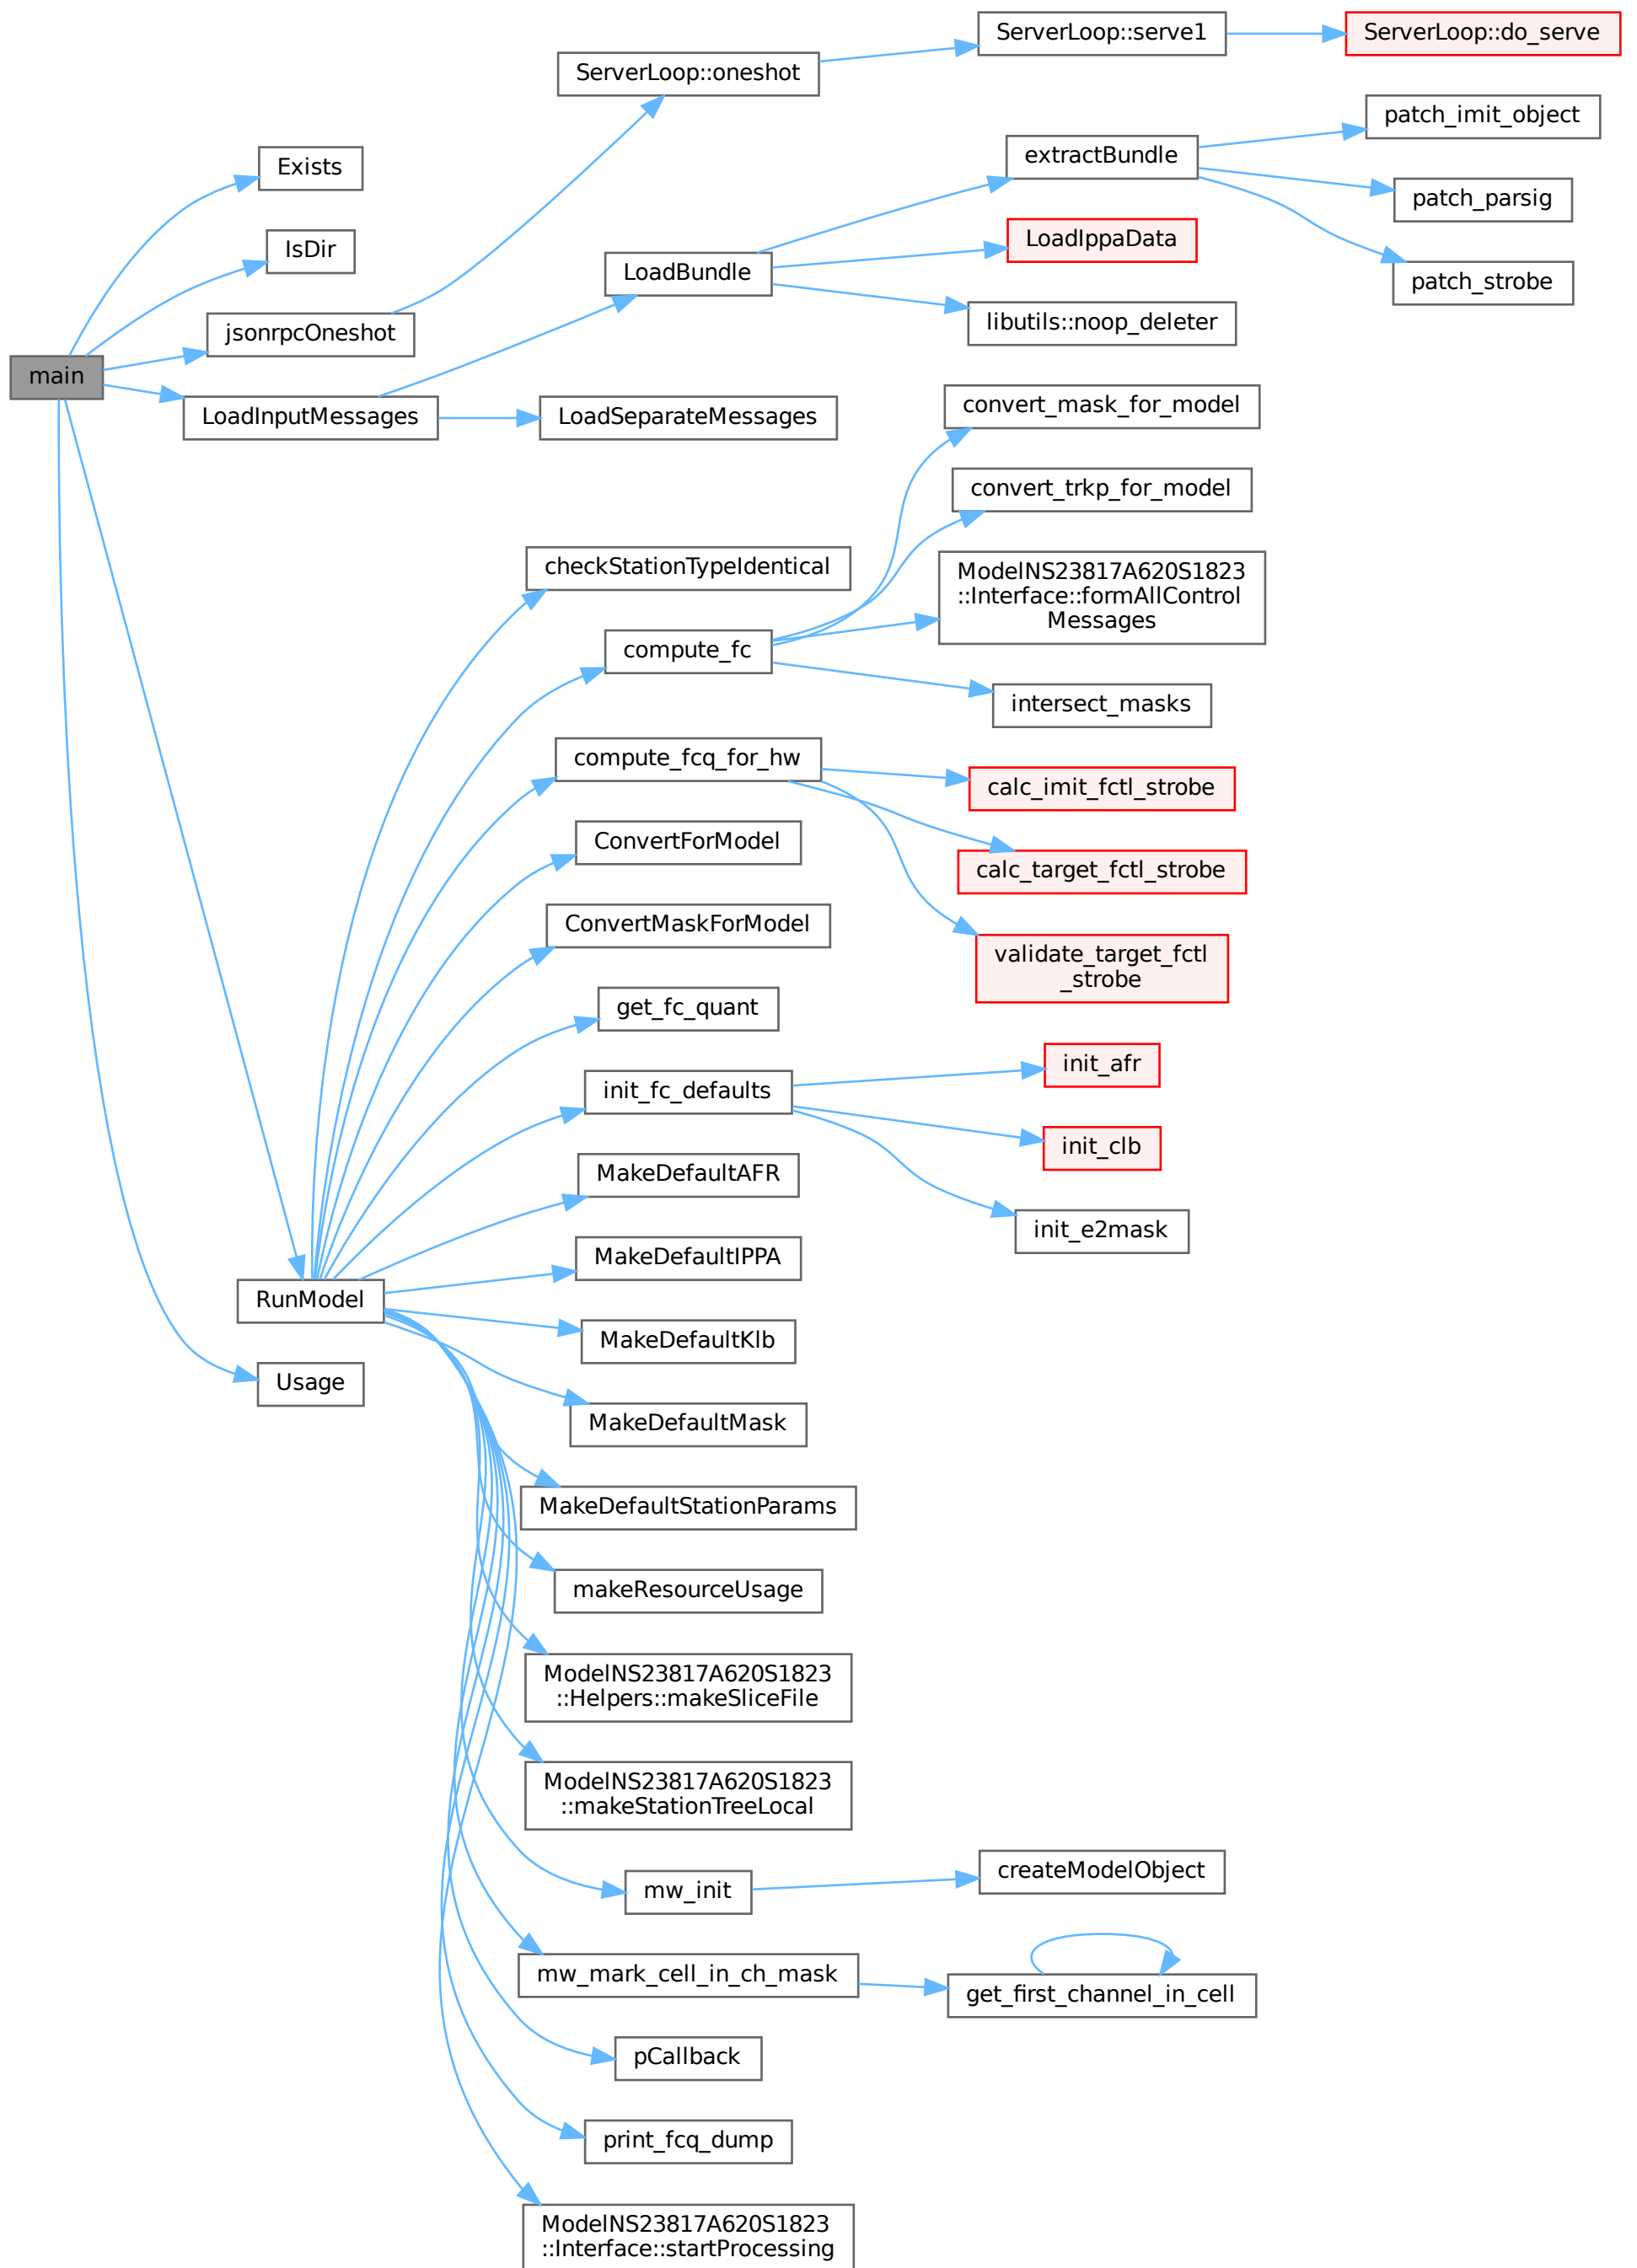 ServerLoop::serve1
ServerLoop::do_serve
ServerLoop::oneshot
patch_imit_object
extractBundle
Exists
patch_parsig
LoadIppaData
IsDir
LoadBundle
patch_strobe
libutils::noop_deleter
jsonrpcOneshot
main
convert_mask_for_model
LoadInputMessages
LoadSeparateMessages
convert_trkp_for_model
checkStationTypeIdentical
ModelNS23817A620S1823
::Interface::formAllControl
Messages
compute_fc
intersect_masks
compute_fcq_for_hw
calc_imit_fctl_strobe
ConvertForModel
calc_target_fctl_strobe
ConvertMaskForModel
validate_target_fctl
_strobe
get_fc_quant
init_afr
init_fc_defaults
init_clb
MakeDefaultAFR
init_e2mask
MakeDefaultIPPA
RunModel
MakeDefaultKlb
Usage
MakeDefaultMask
MakeDefaultStationParams
makeResourceUsage
ModelNS23817A620S1823
::Helpers::makeSliceFile
ModelNS23817A620S1823
::makeStationTreeLocal
createModelObject
mw_init
mw_mark_cell_in_ch_mask
get_first_channel_in_cell
pCallback
print_fcq_dump
ModelNS23817A620S1823
::Interface::startProcessing